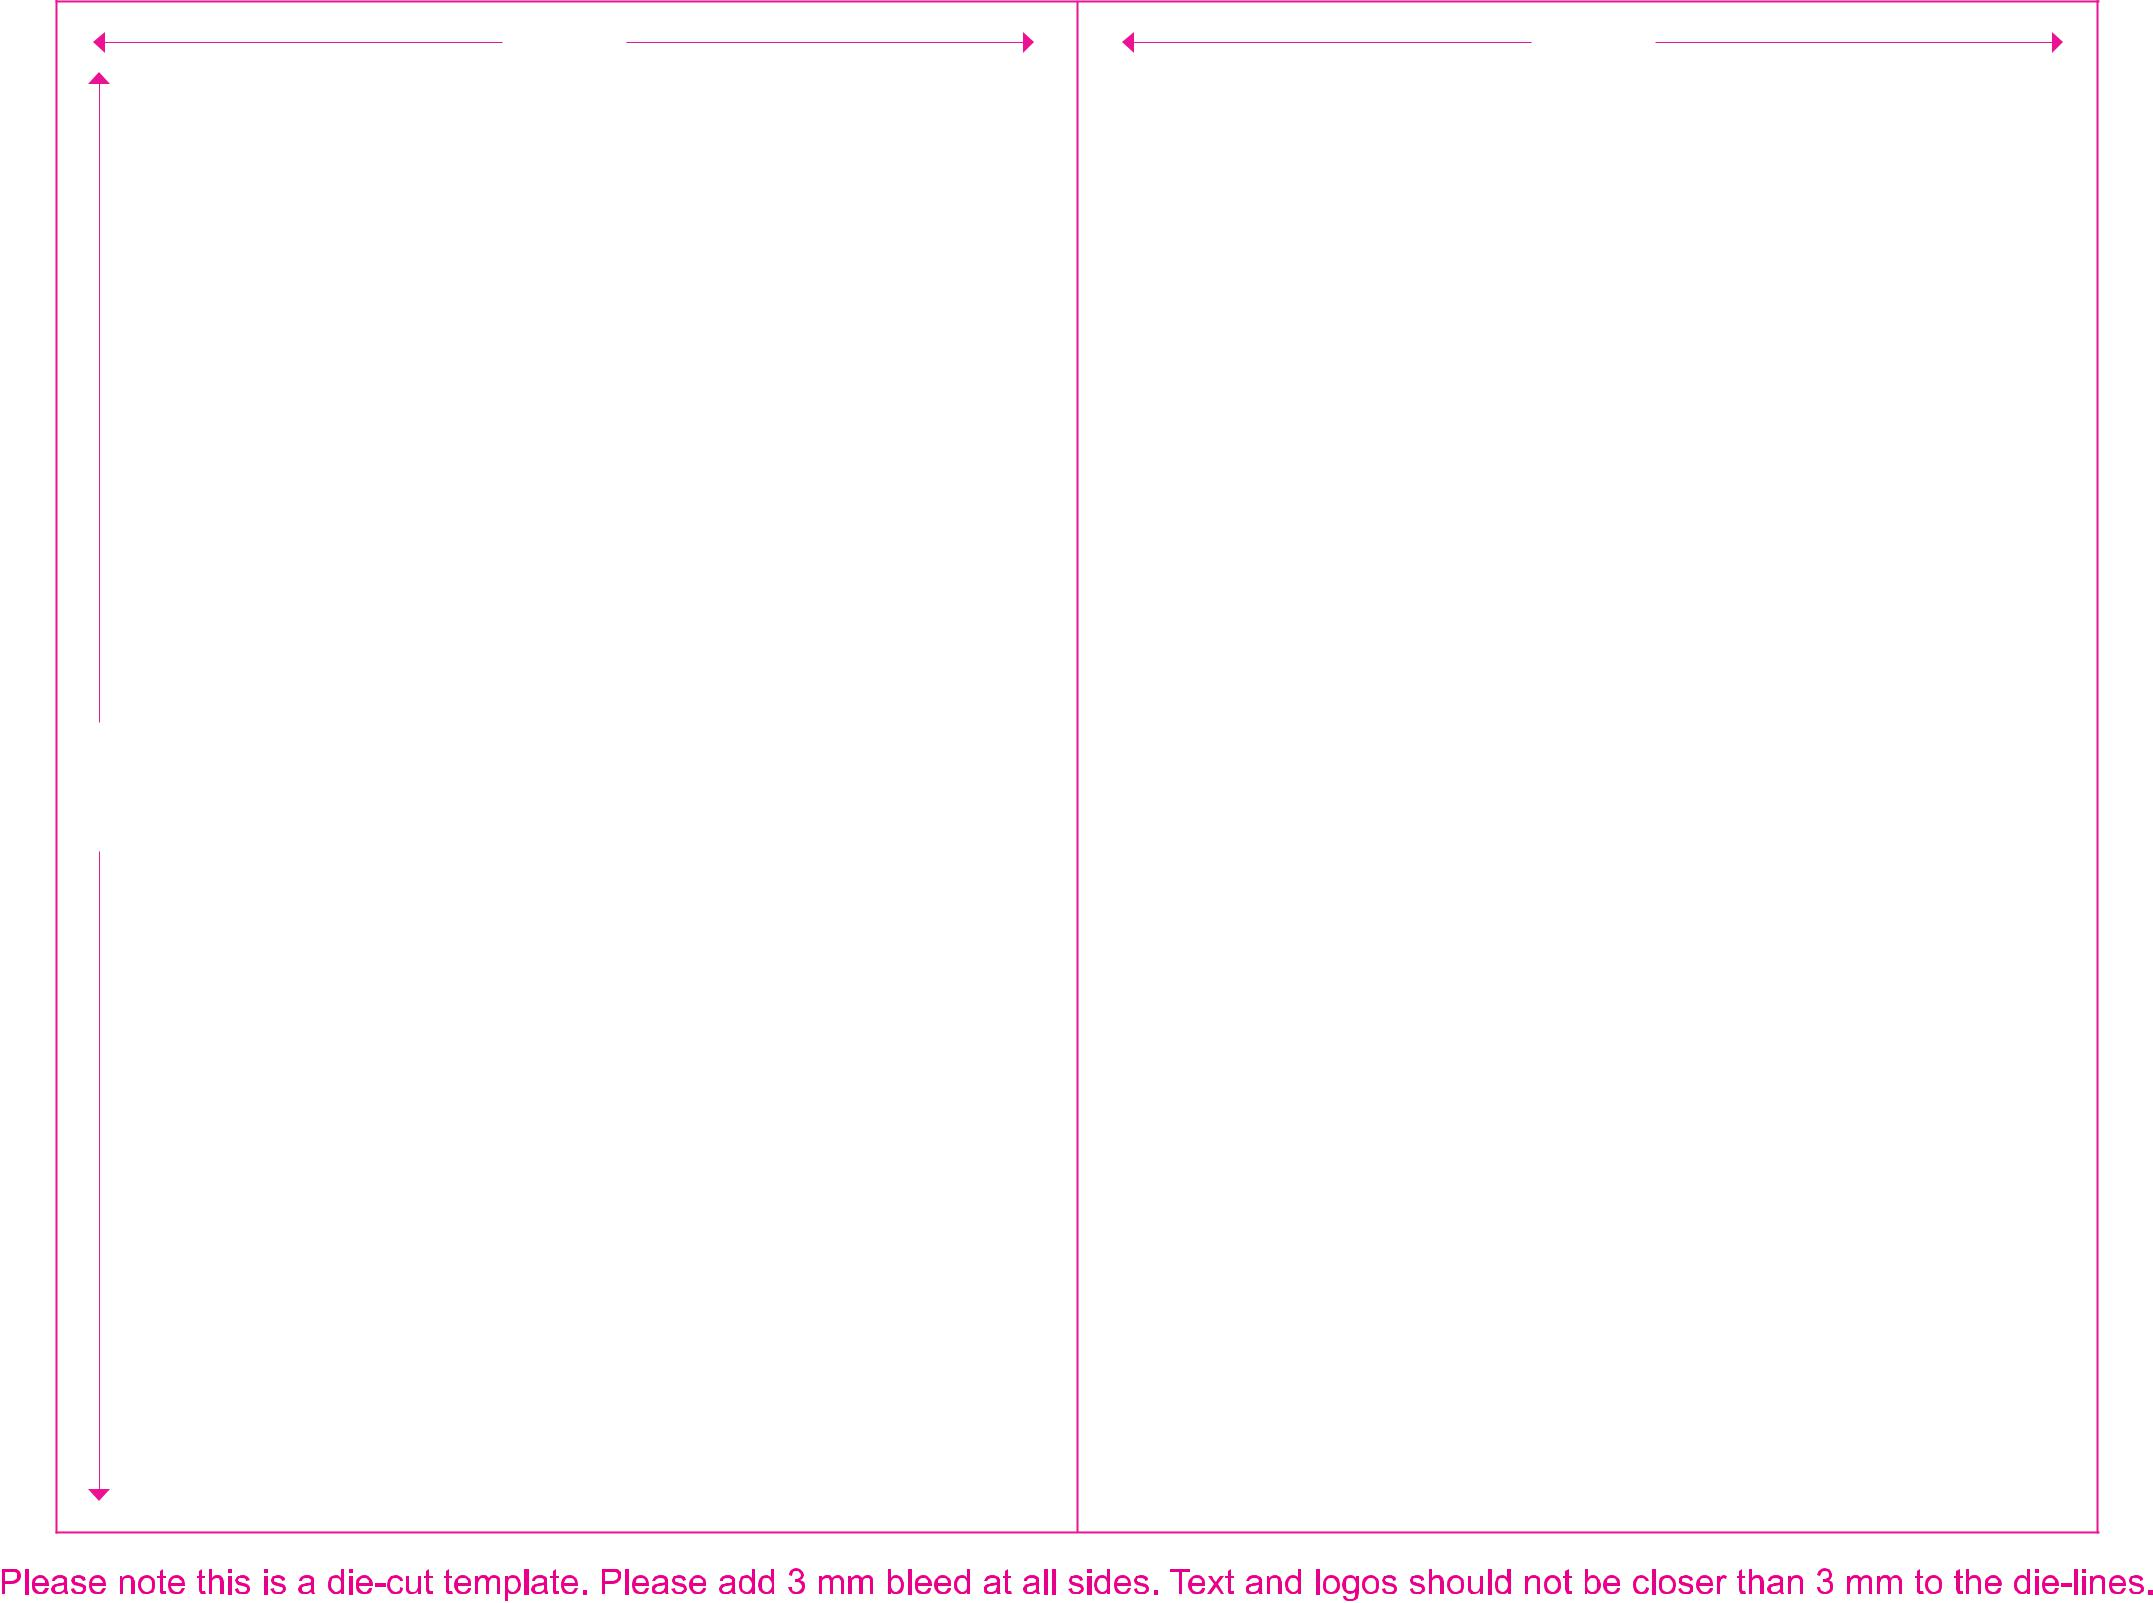 Please note this is a die-cut template. Please add 3 mm bleed at all sides. Text and logos should not be closer than 3 mm to the die-lines.